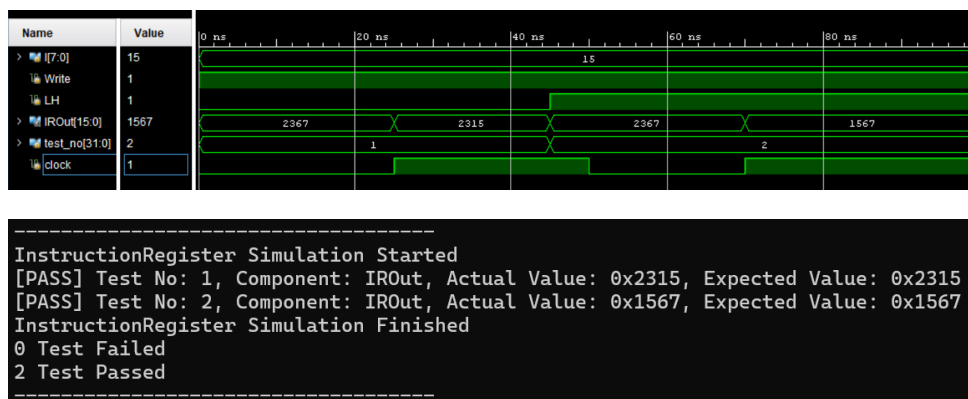 Name Value 0 ns 20 ns 40 ns 60 ns 80 ns
I[7:0] 15 15
Write 1
LH 1
IROut[15:0] 1567 2367 2315 2367 1567
test_no[31:0] 2 1 2
clock 1
------------------------------------
InstructionRegister Simulation Started
[PASS] Test No: 1, Component: IROut, Actual Value: 0x2315, Expected Value: 0x2315
[PASS] Test No: 2, Component: IROut, Actual Value: 0x1567, Expected Value: 0x1567
InstructionRegister Simulation Finished
0 Test Failed
2 Test Passed
------------------------------------